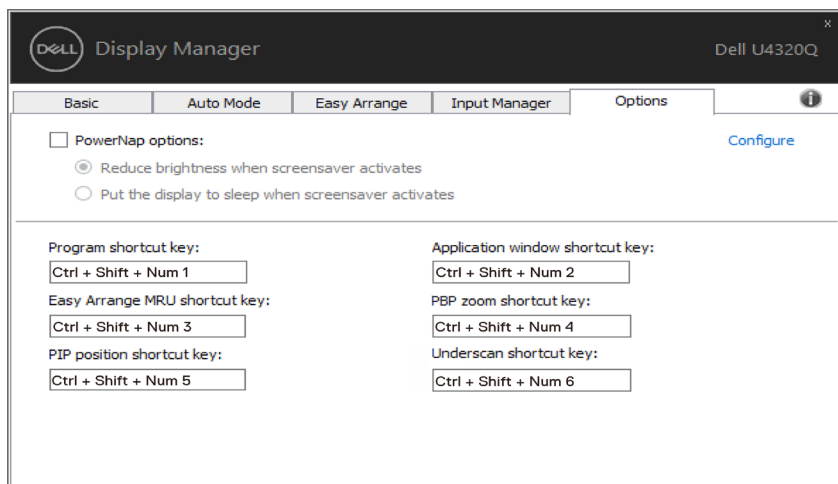 DELL Display Manager
x
Dell U4320Q
Basic Auto Mode Easy Arrange Input Manager Options i
PowerNap options: Configure
Reduce brightness when screensaver activates
Put the display to sleep when screensaver activates
Program shortcut key: Application window shortcut key:
Ctrl + Shift + Num 1 Ctrl + Shift + Num 2
Easy Arrange MRU shortcut key: PBP zoom shortcut key:
Ctrl + Shift + Num 3 Ctrl + Shift + Num 4
PIP position shortcut key: Underscan shortcut key:
Ctrl + Shift + Num 5 Ctrl + Shift + Num 6